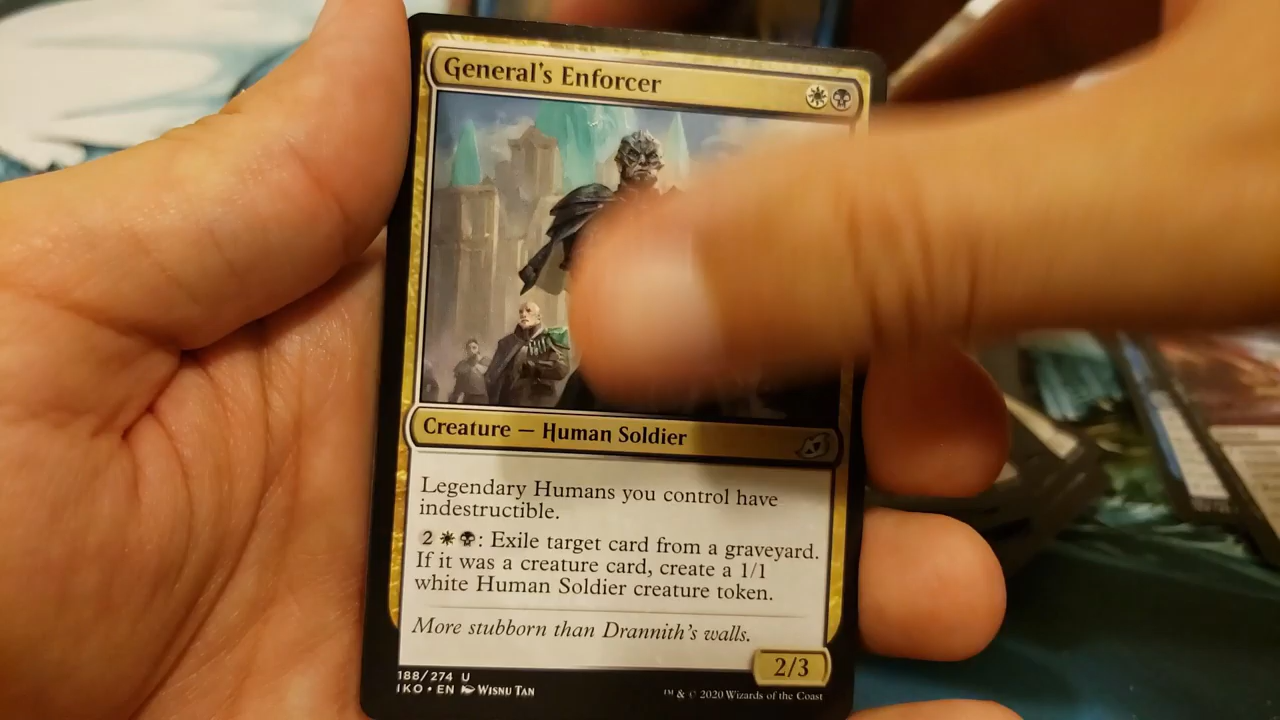 General's Enforcer
Creature — Human Soldier
Legendary Humans you control have
indestructible.
2 : Exile target card from a graveyard.
If it was a creature card, create a 1/1
white Human Soldier creature token.
More stubborn than Drannith's walls.
2/3
188/274 U
IKO • EN Wisnu Tan
™ & © 2020 Wizards of the Coast